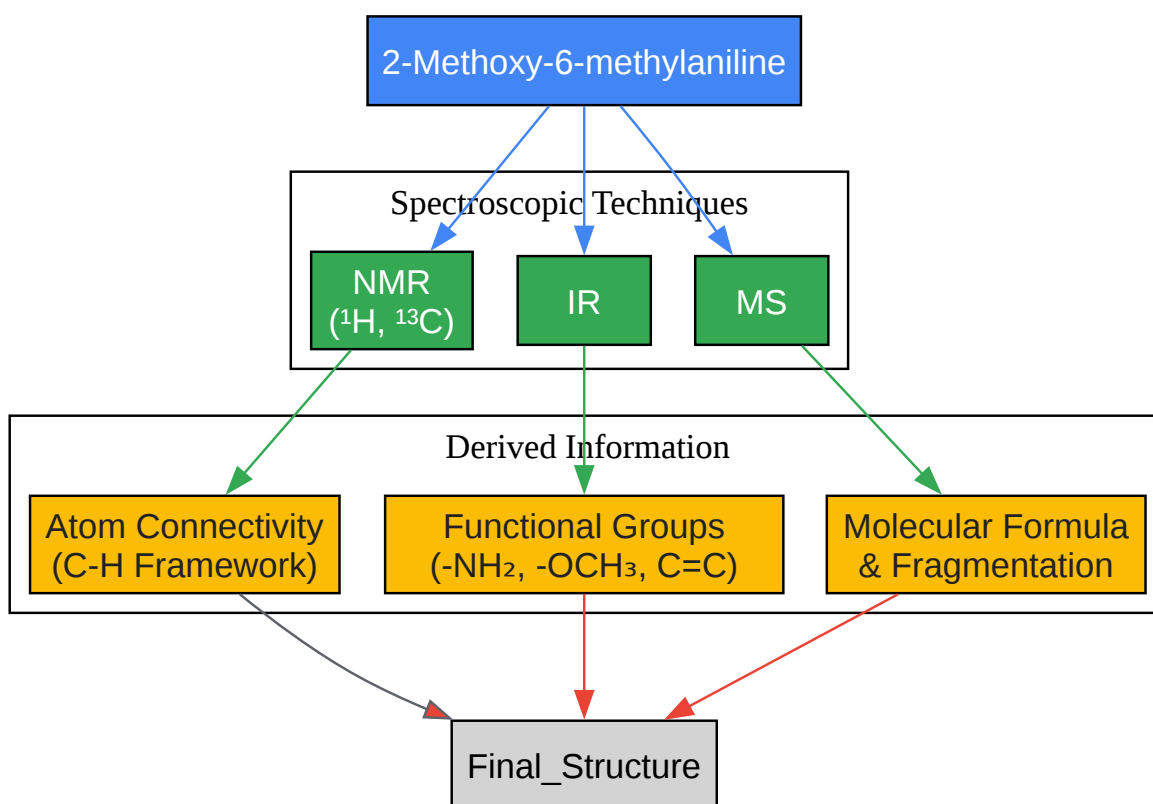 2-Methoxy-6-methylaniline
Spectroscopic Techniques
NMR
(¹H, ¹³C)
IR
MS
Derived Information
Atom Connectivity
(C-H Framework)
Functional Groups
(-NH₂, -OCH₃, C=C)
Molecular Formula
& Fragmentation
Final_Structure